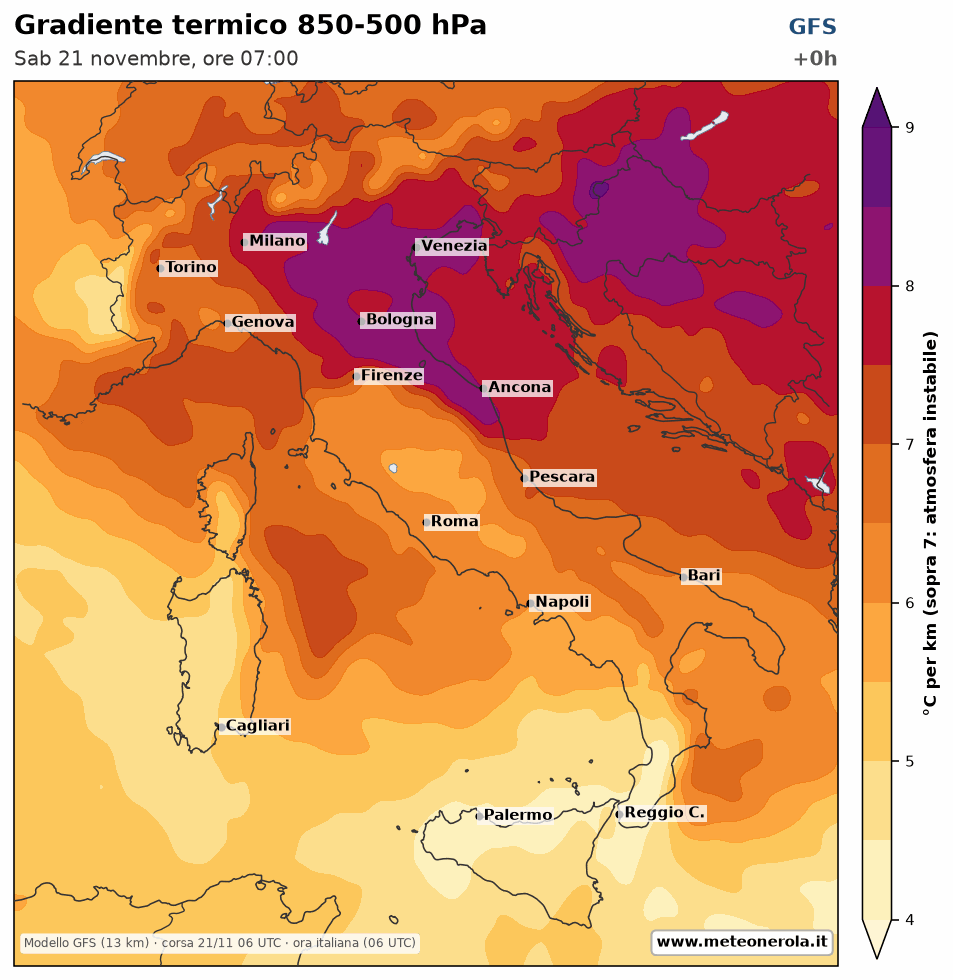 Gradiente termico 850-500 hPa
GFS
Sab 21 novembre, ore 07:00
+0h
Milano
Venezia
Torino
Genova
Bologna
Firenze
Ancona
Pescara
Roma
Bari
Napoli
Cagliari
Palermo
Reggio C.
9
8
7
6
5
4
°C per km (sopra 7: atmosfera instabile)
Modello GFS (13 km) · corsa 21/11 06 UTC · ora italiana (06 UTC)
www.meteonerola.it